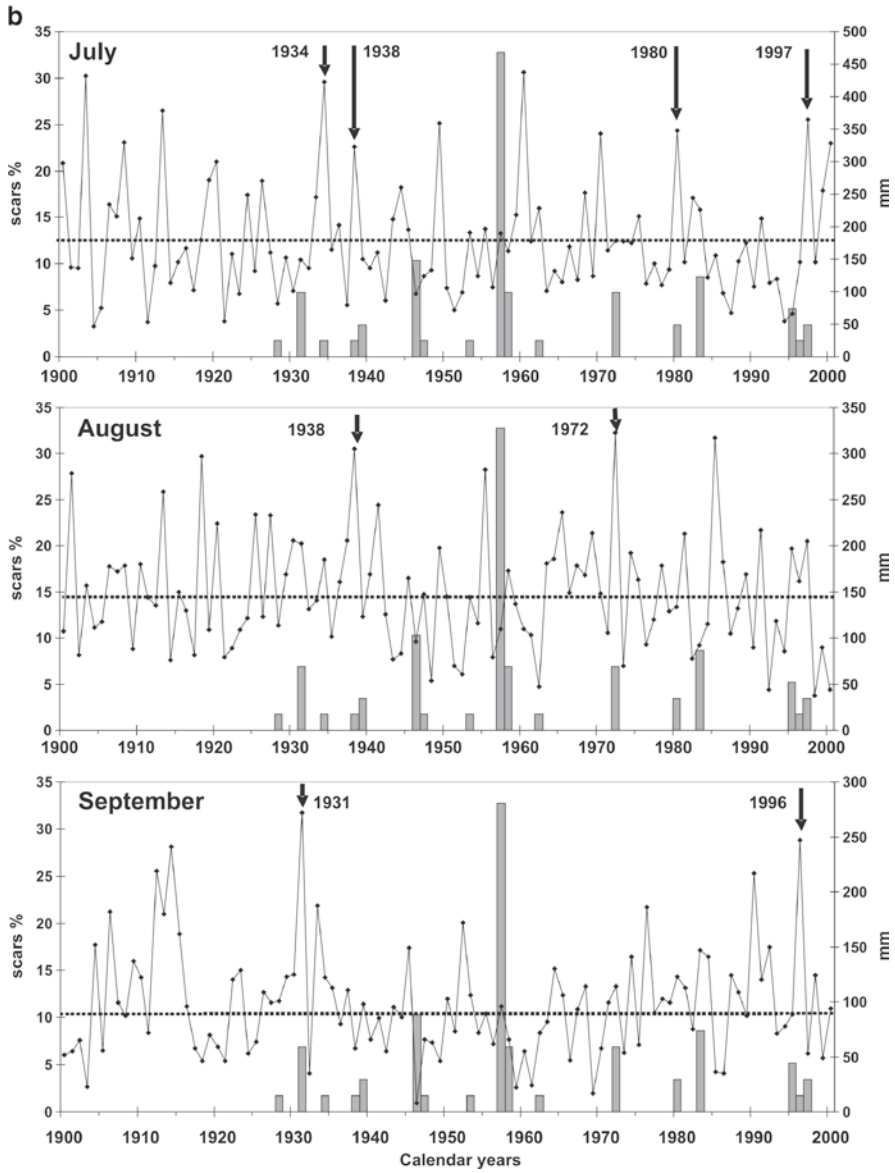 b
July
1934
1938
1980
1997
35 30 25 20 15 10 5 0
scars %
500 450 400 350 300 250 200 150 100 50 0
mm
1900 1910 1920 1930 1940 1950 1960 1970 1980 1990 2000
August
1938
1972
35 30 25 20 15 10 5 0
scars %
350 300 250 200 150 100 50 0
mm
1900 1910 1920 1930 1940 1950 1960 1970 1980 1990 2000
September
1931
1996
35 30 25 20 15 10 5 0
scars %
300 250 200 150 100 50 0
mm
1900 1910 1920 1930 1940 1950 1960 1970 1980 1990 2000
Calendar years